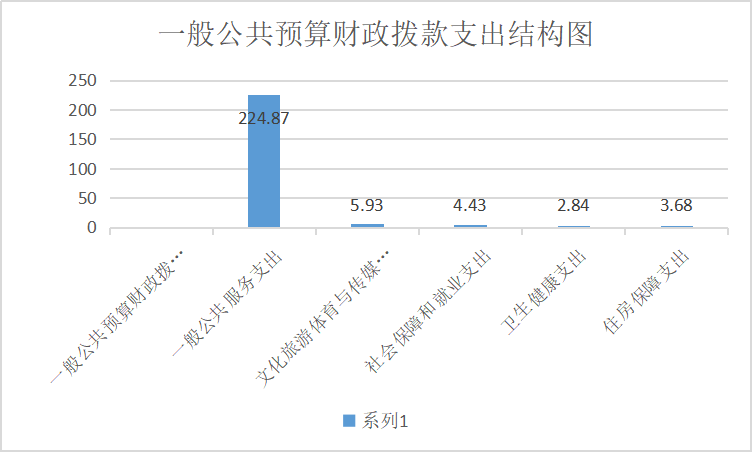 一般公共预算财政拨款支出结构图
250
200
150
100
50
0
224.87
5.93
4.43
2.84
3.68
一般公共预算财政拨…
一般公共服务支出
文化旅游体育与传媒…
社会保障和就业支出
卫生健康支出
住房保障支出
系列1